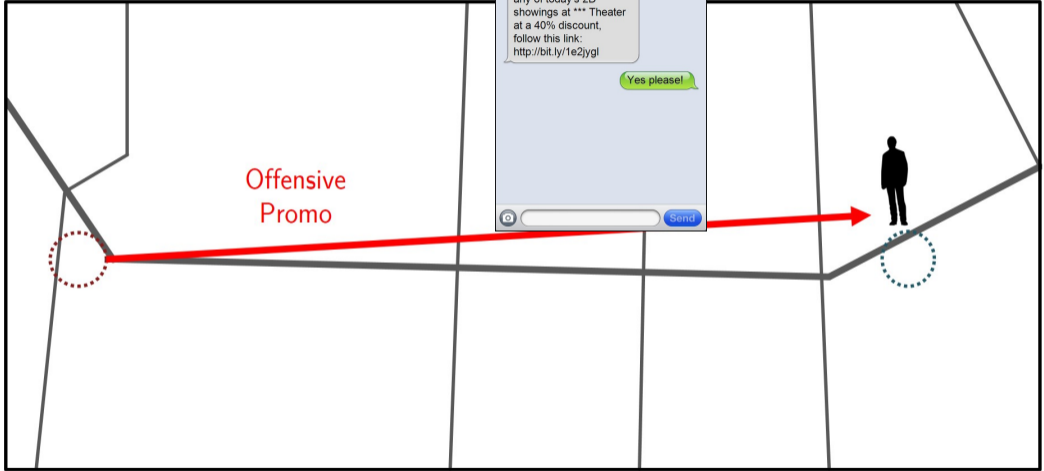 any of today's 2D
showings at *** Theater
at a 40% discount,
follow this link:
http://bit.ly/1e2jygl
Yes please!
Offensive
Promo
Send